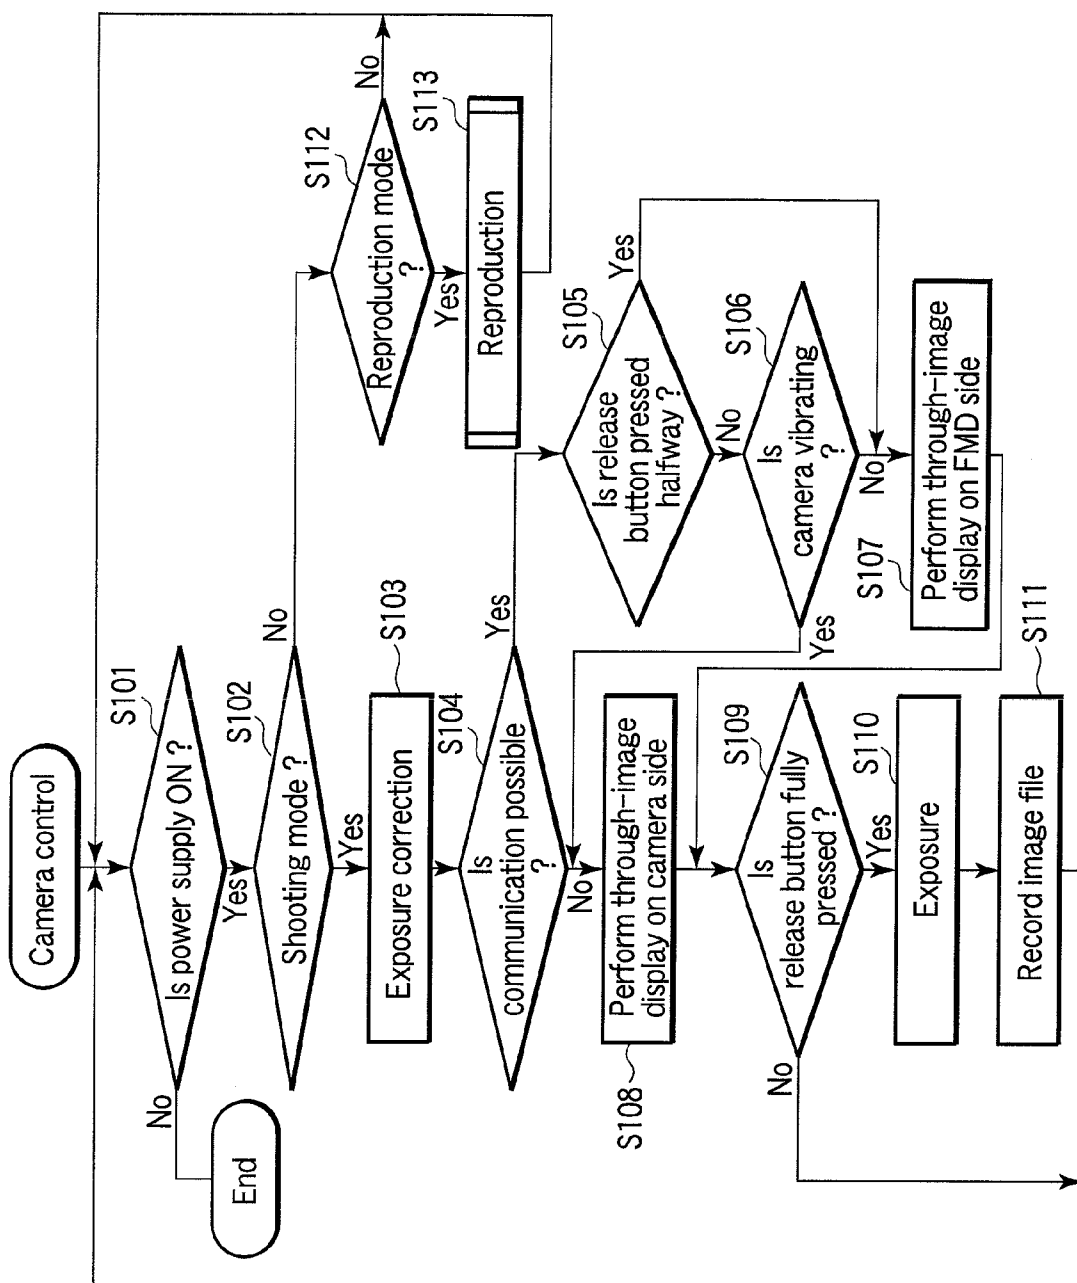 Camera control
Is power supply ON ?
S101
No
End
Yes
Shooting mode ?
S102
No
Yes
Exposure correction
S103
Is
communication possible
?
S104
Yes
No
Perform through-image
display on camera side
S108
Is
release button fully
pressed ?
S109
No
Yes
Exposure
S110
Record image file
S111
Reproduction mode
?
S112
No
Yes
Reproduction
S113
Is release
button pressed
halfway ?
S105
Yes
No
Is
camera vibrating
?
S106
Yes
No
Perform through-image
display on FMD side
S107